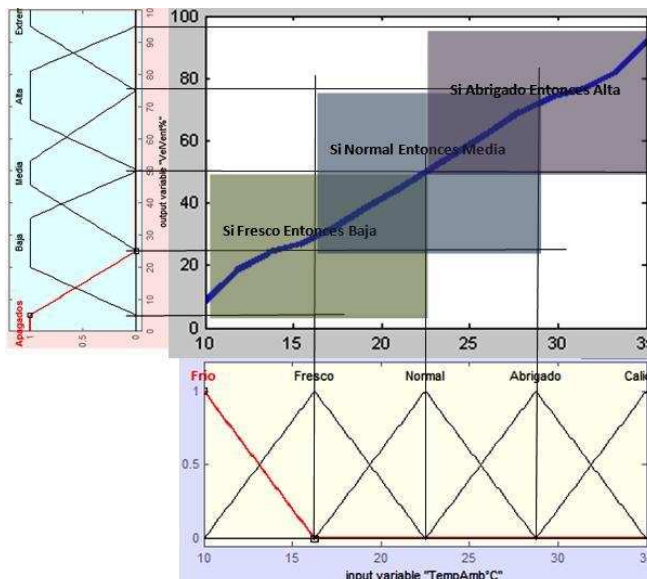 Extrem
Alta
Media
Baja
Apagados
1
0.5
0
output variable "VelVent%"
0
10
20
30
40
50
60
70
80
90
100
80
60
40
20
0
Si Abrigado Entonces Alta
Si Normal Entonces Media
Si Fresco Entonces Baja
10 15 20 25 30 35
Frio Fresco Normal Abrigado Calie
1
0.5
0
10 15 20 25 30 35
input variable "TempAmb°C"